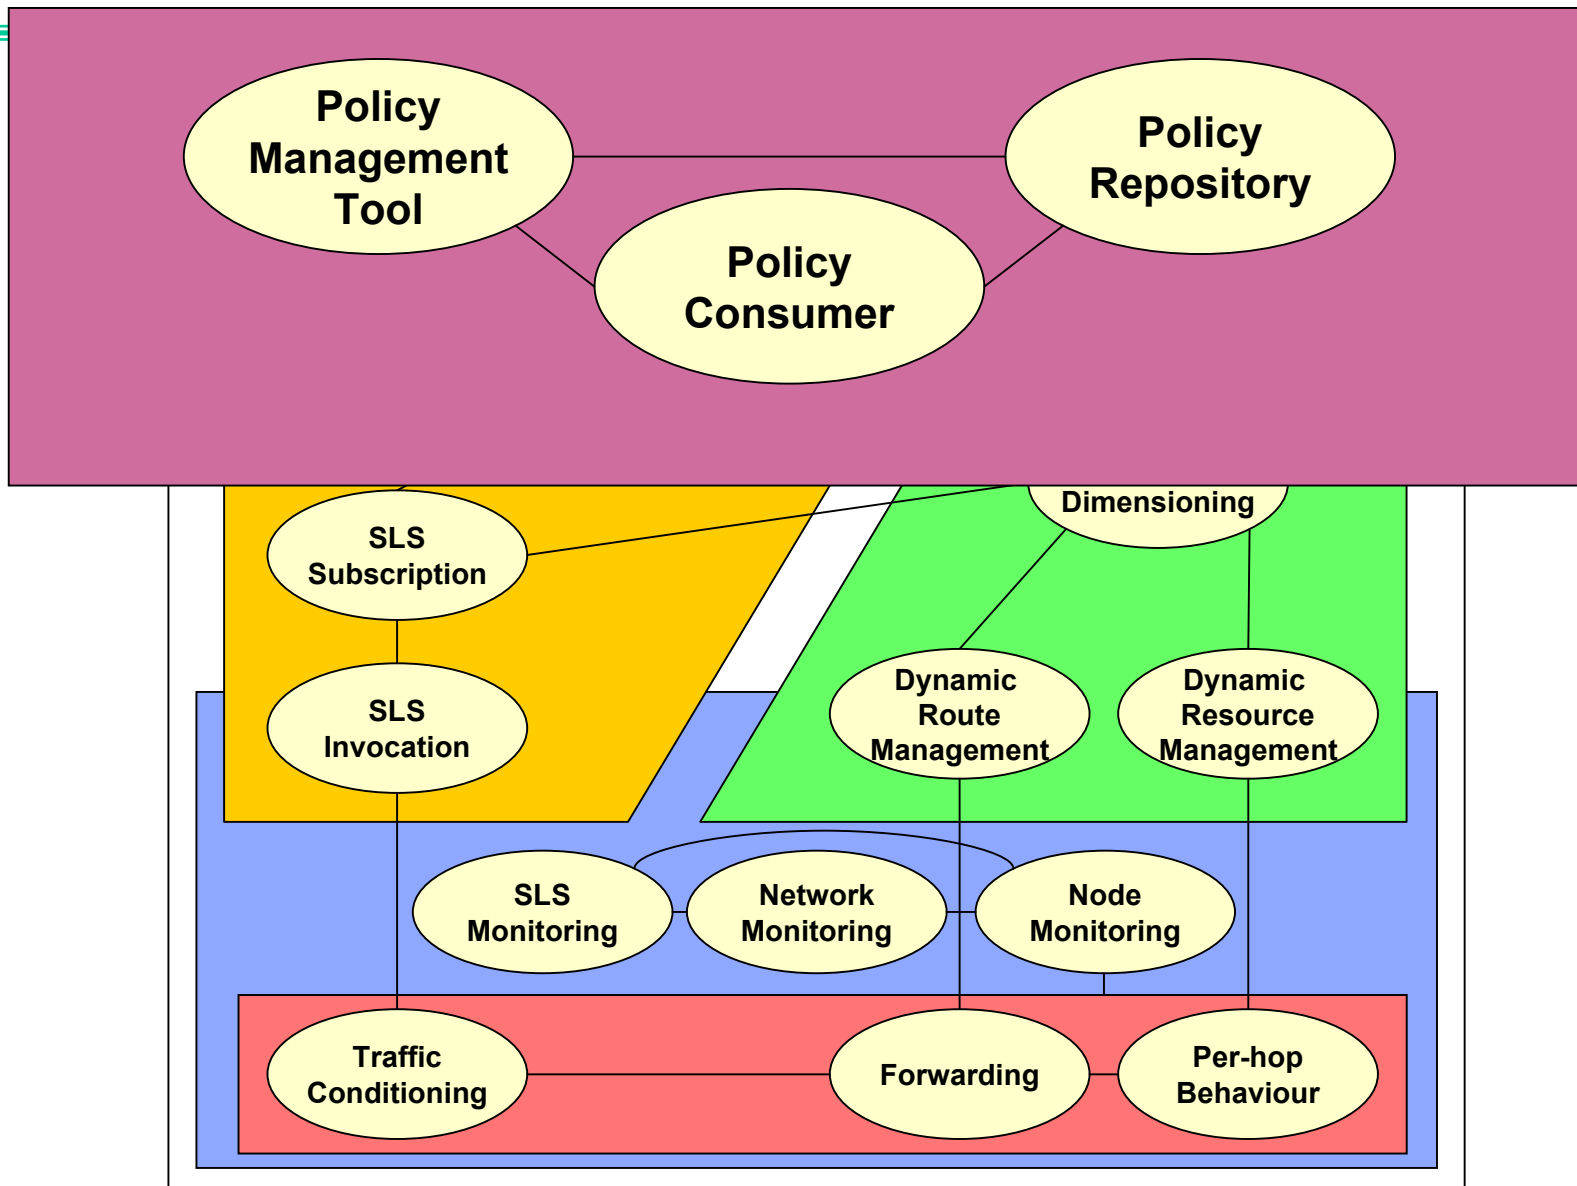 Policy
Management
Tool
Policy
Repository
Policy
Consumer
Dimensioning
SLS
Subscription
SLS
Invocation
Dynamic
Route
Management
Dynamic
Resource
Management
SLS
Monitoring
Network
Monitoring
Node
Monitoring
Traffic
Conditioning
Forwarding
Per-hop
Behaviour